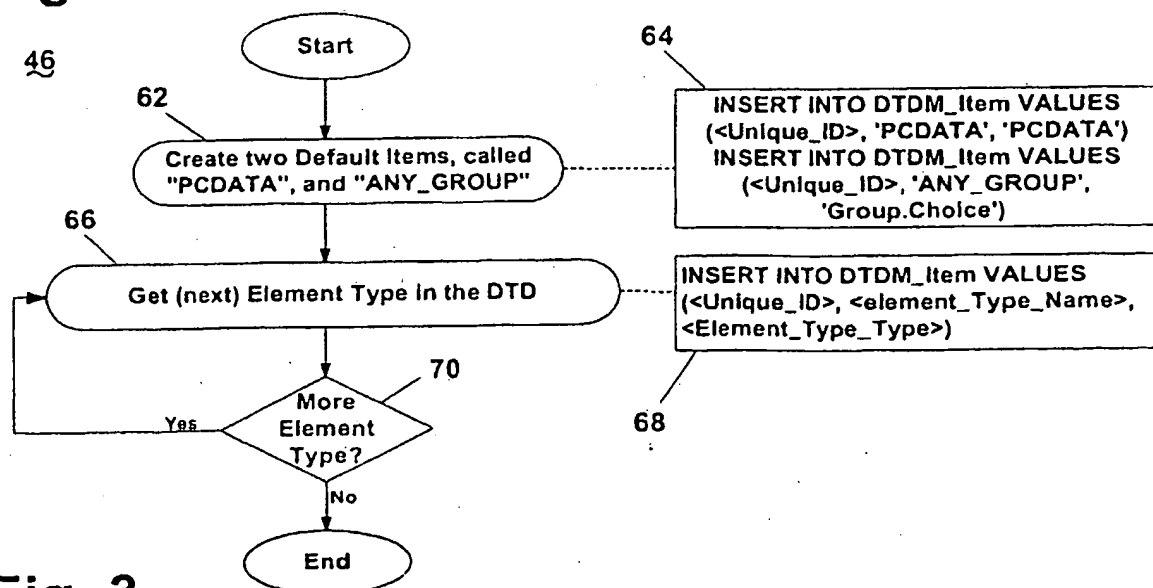 46
Start
62
64
Create two Default Items, called
"PCDATA", and "ANY_GROUP"
INSERT INTO DTDM_Item VALUES
(<Unique_ID>, 'PCDATA', 'PCDATA')
INSERT INTO DTDM_Item VALUES
(<Unique_ID>, 'ANY_GROUP',
'Group.Choice')
66
Get (next) Element Type in the DTD
INSERT INTO DTDM_Item VALUES
(<Unique_ID>, <element_Type_Name>,
<Element_Type_Type>)
68
70
More
Element
Type?
Yes
No
End